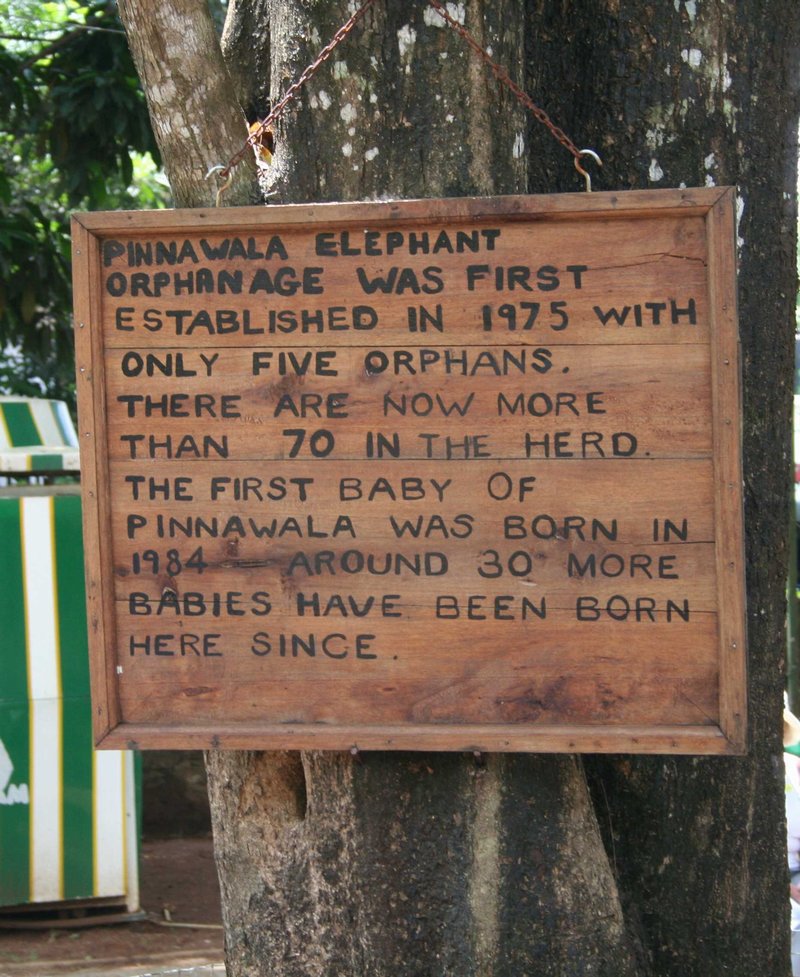 PINNAWALA ELEPHANT
ORPHANAGE WAS FIRST
ESTABLISHED IN 1975 WITH
ONLY FIVE ORPHANS.
THERE ARE NOW MORE
THAN 70 IN THE HERD.
THE FIRST BABY OF
PINNAWALA WAS BORN IN
1984 – AROUND 30 MORE
BABIES HAVE BEEN BORN
HERE SINCE.